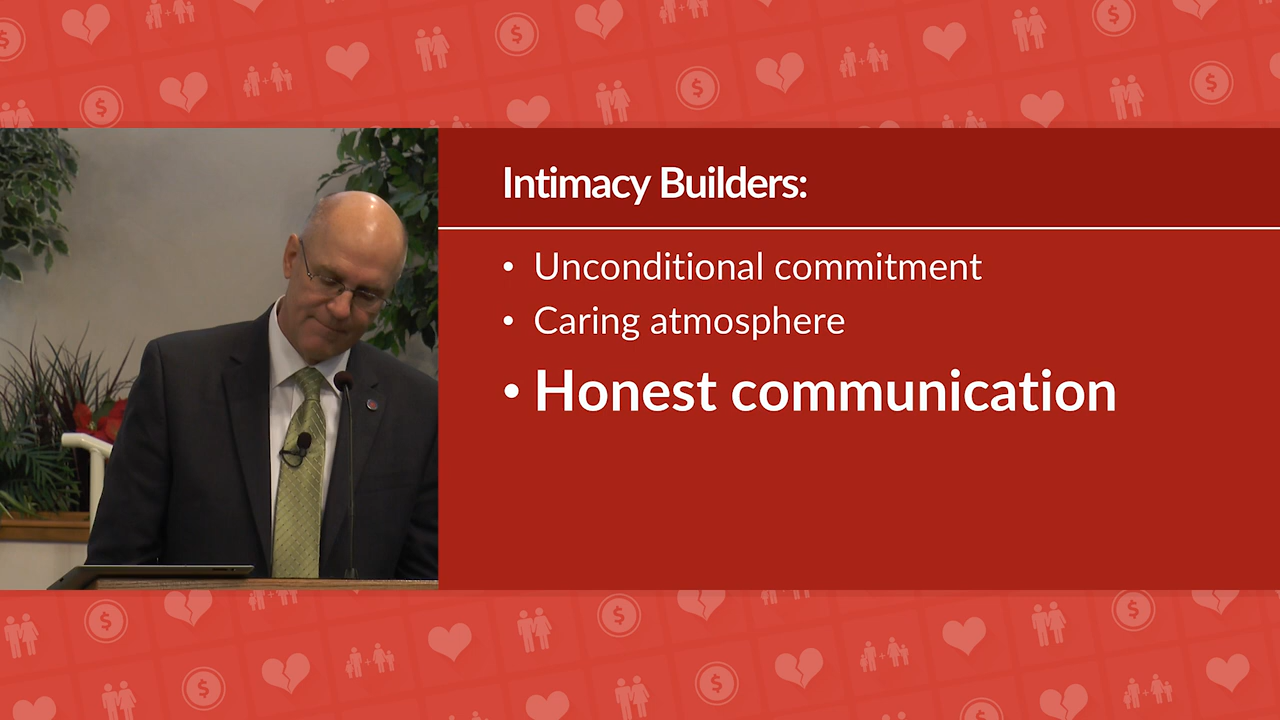 Intimacy Builders:
• Unconditional commitment
• Caring atmosphere
• Honest communication